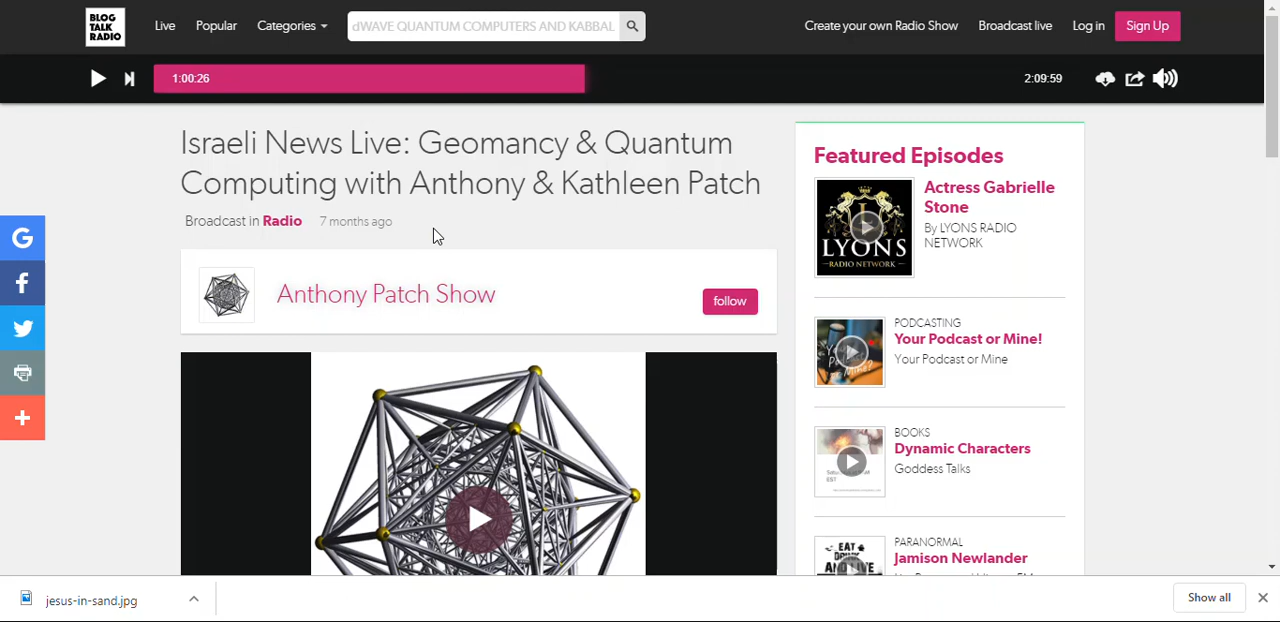 BLOG
TALK
RADIO
Live
Popular
Categories
dWAVE QUANTUM COMPUTERS AND KABBAL
Create your own Radio Show
Broadcast live
Log in
Sign Up
1:00:26
2:09:59
Israeli News Live: Geomancy & Quantum
Computing with Anthony & Kathleen Patch
Broadcast in Radio 7 months ago
Anthony Patch Show
follow
Featured Episodes
LYONS
RADIO NETWORK
Actress Gabrielle
Stone
By LYONS RADIO
NETWORK
PODCASTING
Your Podcast or Mine!
Your Podcast or Mine
BOOKS
Dynamic Characters
Goddess Talks
PARANORMAL
Jamison Newlander
EAT
DRINK
AND LIVE
jesus-in-sand.jpg
Show all